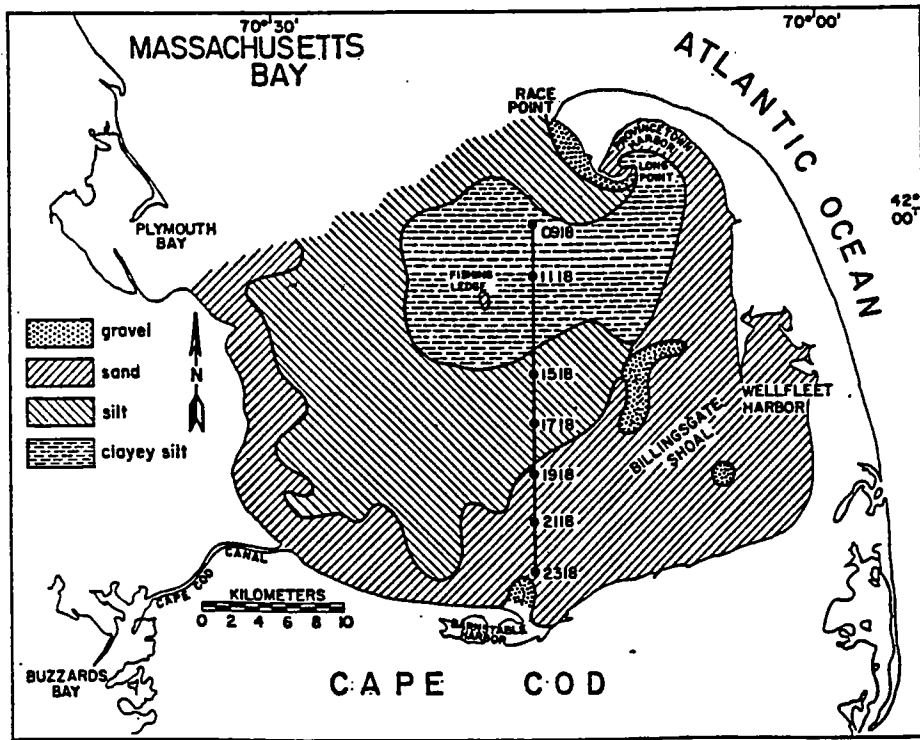 70°30'
70°00'
MASSACHUSETTS
BAY
ATLANTIC OCEAN
RACE
POINT
PROVINCETOWN
HARBOR
LONG
POINT
42°
00'
PLYMOUTH
BAY
0918
1118
FISHING
LEDGE
gravel
sand
silt
clayey silt
N
1518
1718
1918
2118
2318
WELLFLEET
HARBOR
BILLINGSGATE
SHOAL
CAPE COD
CANAL
KILOMETERS
0 2 4 6 8 10
BARNSTABLE
HARBOR
BUZZARDS
BAY
CAPE COD